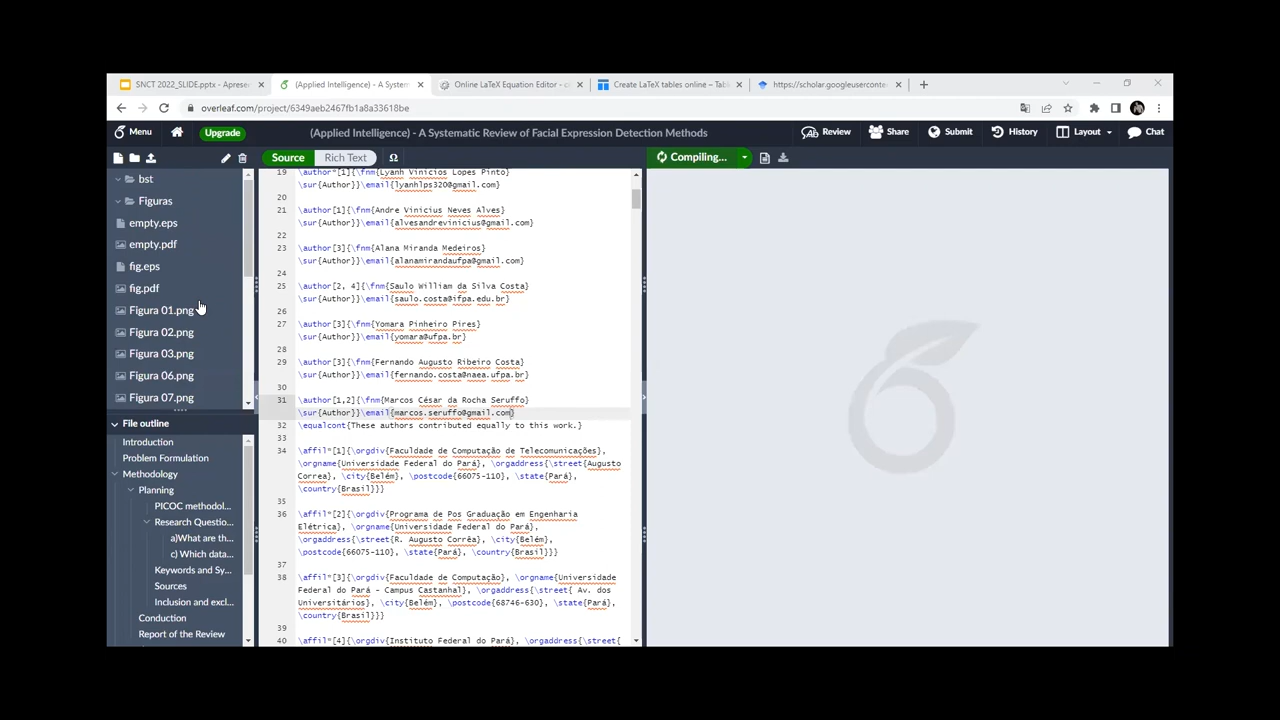 SNCT 2022_SLIDE.pptx - Aprese
(Applied Intelligence) - A System
Online LaTeX Equation Editor - c
Create LaTeX tables online – Tab
https://scholar.googleuserconte
overleaf.com/project/6349aeb2467fb1a8a33618be
Menu
Upgrade
(Applied Intelligence) - A Systematic Review of Facial Expression Detection Methods
Review
Share
Submit
History
Layout
Chat
Source
Rich Text
Ω
Compiling...
bst
Figuras
empty.eps
empty.pdf
fig.eps
fig.pdf
Figura 01.png
Figura 02.png
Figura 03.png
Figura 06.png
Figura 07.png
File outline
Introduction
Problem Formulation
Methodology
Planning
PICOC methodol...
Research Questio...
a)What are th...
c) Which data...
Keywords and Sy...
Sources
Inclusion and excl...
Conduction
Report of the Review
19 \author*[1]{\fnm{Lyanh Vinicios Lopes Pinto}
\sur{Author}}\email{lyanhlps320@gmail.com}
20
21 \author[1]{\fnm{Andre Vinicius Neves Alves}
\sur{Author}}\email{alvesandrevinicius@gmail.com}
22
23 \author[3]{\fnm{Alana Miranda Medeiros}
\sur{Author}}\email{alanamirandaufpa@gmail.com}
24
25 \author[2, 4]{\fnm{Saulo William da Silva Costa}
\sur{Author}}\email{saulo.costa@ifpa.edu.br}
26
27 \author[3]{\fnm{Yomara Pinheiro Pires}
\sur{Author}}\email{yomara@ufpa.br}
28
29 \author[3]{\fnm{Fernando Augusto Ribeiro Costa}
\sur{Author}}\email{fernando.costa@naea.ufpa.br}
30
31 \author[1,2]{\fnm{Marcos César da Rocha Seruffo}
\sur{Author}}\email{marcos.seruffo@gmail.com}
32 \equalcont{These authors contributed equally to this work.}
33
34 \affil*[1]{\orgdiv{Faculdade de Computação de Telecomunicações},
\orgname{Universidade Federal do Pará}, \orgaddress{\street{Augusto
Correa}, \city{Belém}, \postcode{66075-110}, \state{Pará},
\country{Brasil}}}
35
36 \affil*[2]{\orgdiv{Programa de Pos Graduação em Engenharia
Elétrica}, \orgname{Universidade Federal do Pará},
\orgaddress{\street{R. Augusto Corrêa}, \city{Belém},
\postcode{66075-110}, \state{Pará}, \country{Brasil}}}
37
38 \affil*[3]{\orgdiv{Faculdade de Computação}, \orgname{Universidade
Federal do Pará - Campus Castanhal}, \orgaddress{\street{ Av. dos
Universitários}, \city{Belém}, \postcode{68746-630}, \state{Pará},
\country{Brasil}}}
39
40 \affil*[4]{\orgdiv{Instituto Federal do Pará}, \orgaddress{\street{